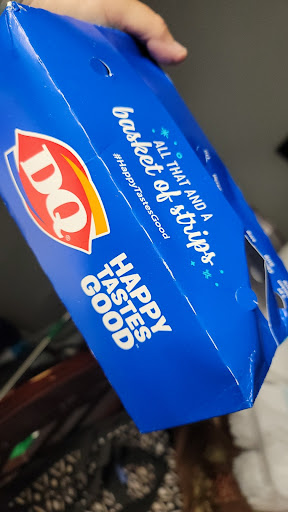 ALL THAT AND A
basket of strips
#HappyTastesGood
DQ
HAPPY
TASTES
GOOD